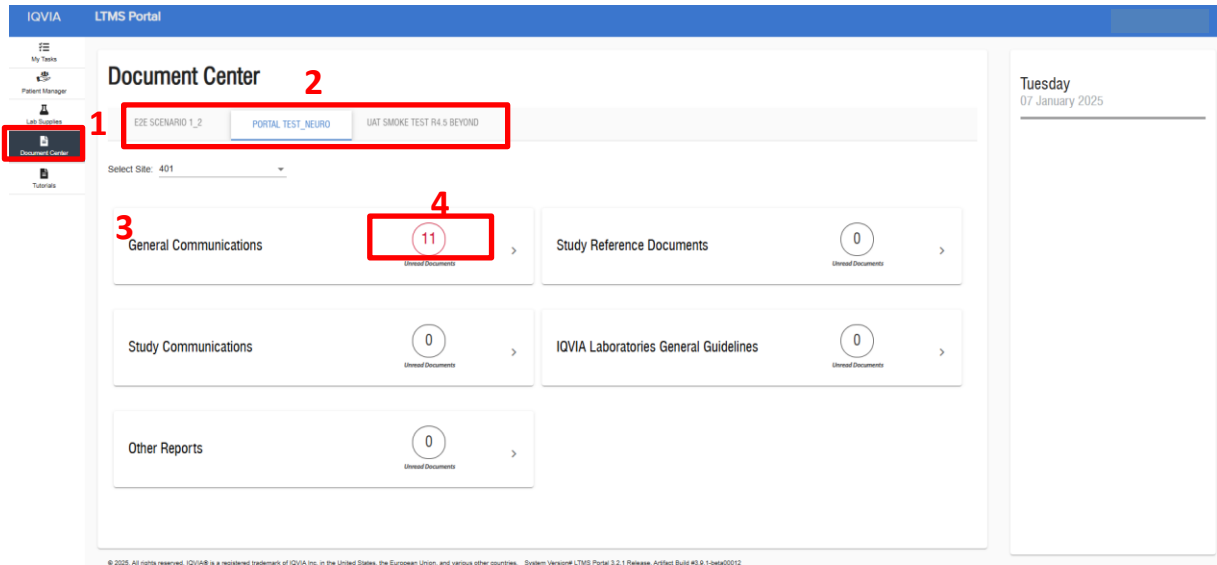 IQVIA LTMS Portal
My Tasks
Patient Manager
Lab Supplies
1
Document Center
Tutorials
Document Center
2
E2E SCENARIO 1_2 PORTAL TEST_NEURO UAT SMOKE TEST R4.5 BEYOND
Select Site: 401
3
General Communications
4
11
Unread Documents
Study Reference Documents
0
Unread Documents
Study Communications
0
Unread Documents
IQVIA Laboratories General Guidelines
0
Unread Documents
Other Reports
0
Unread Documents
Tuesday
07 January 2025
© 2025. All rights reserved. IQVIA® is a registered trademark of IQVIA Inc. in the United States, the European Union, and various other countries. System Version# LTMS Portal 3.2.1 Release, Artifact Build #3.9.1-beta00012